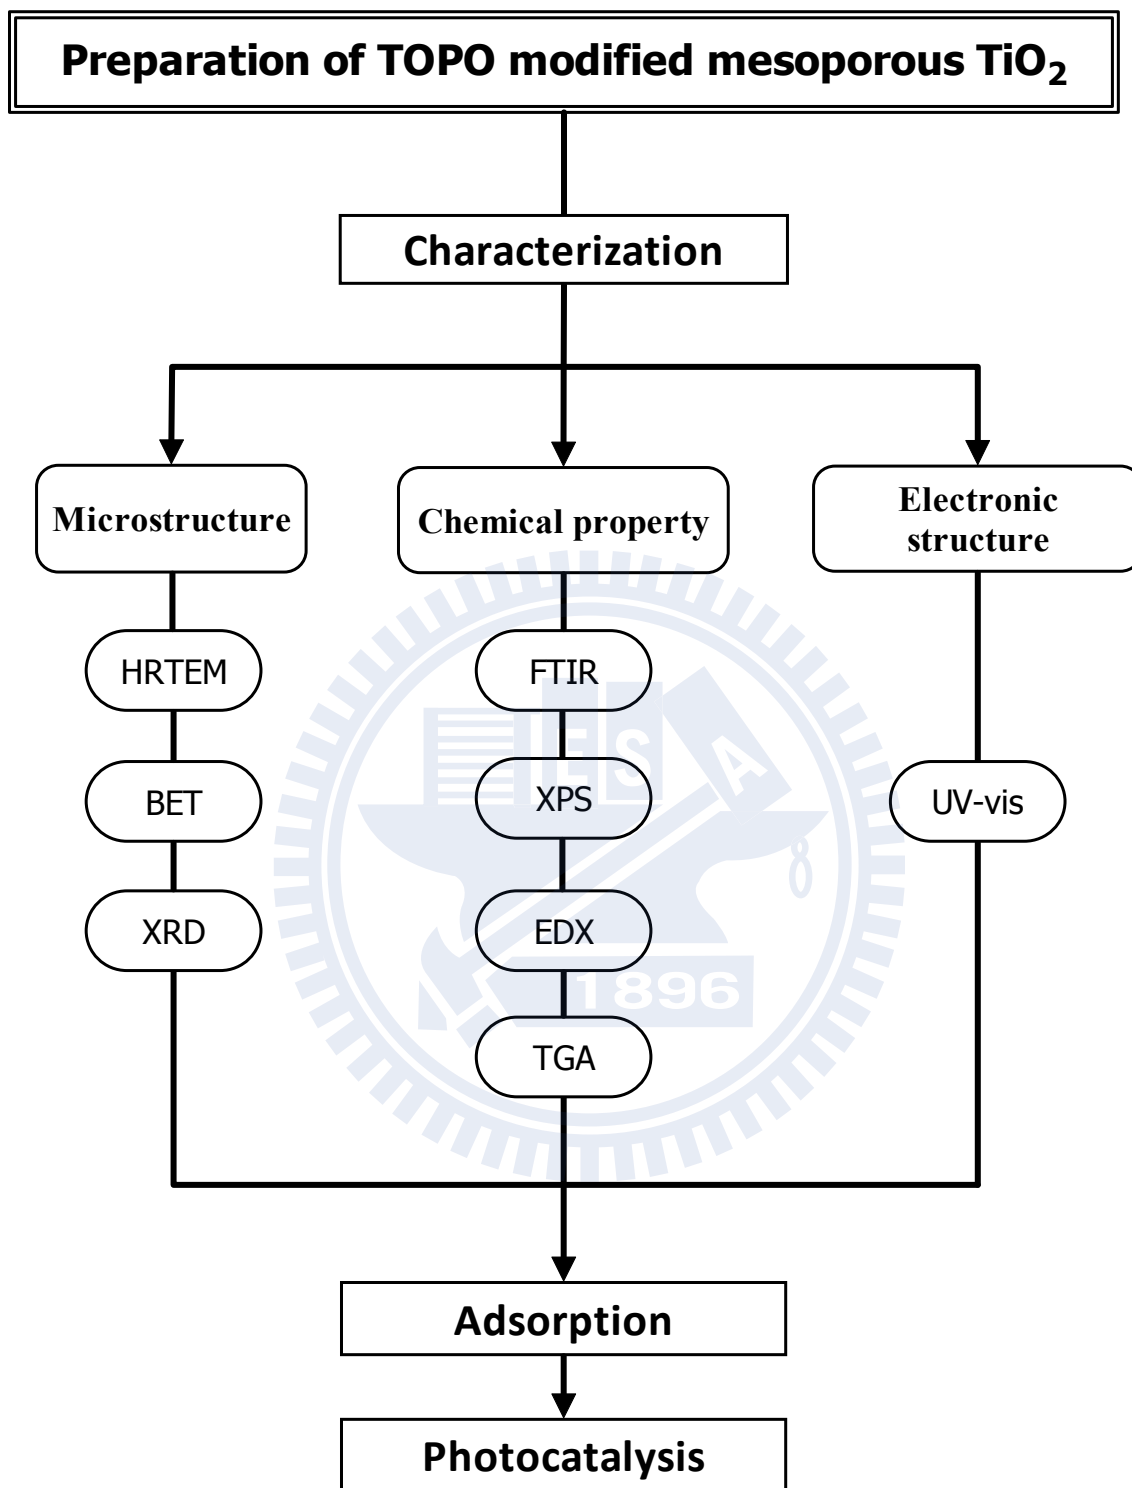 Preparation of TOPO modified mesoporous TiO₂
Characterization
Microstructure
Chemical property
Electronic
structure
HRTEM
FTIR
BET
XPS
UV-vis
XRD
EDX
TGA
Adsorption
Photocatalysis
E S A
1896